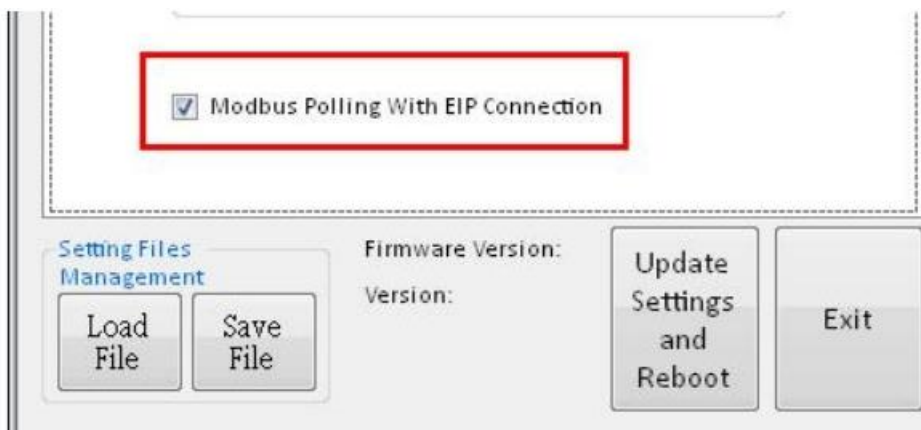 Modbus Polling With EIP Connection
Setting Files
Management
Load
File
Save
File
Firmware Version:
Version:
Update
Settings
and
Reboot
Exit